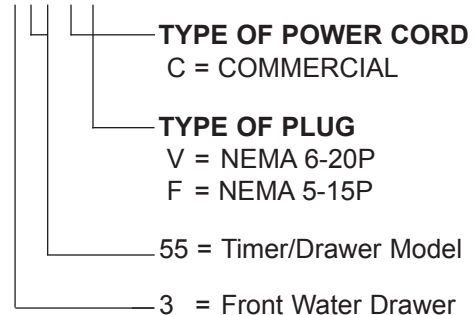 TYPE OF POWER CORD
C = COMMERCIAL
TYPE OF PLUG
V = NEMA 6-20P
F = NEMA 5-15P
55 = Timer/Drawer Model
3 = Front Water Drawer